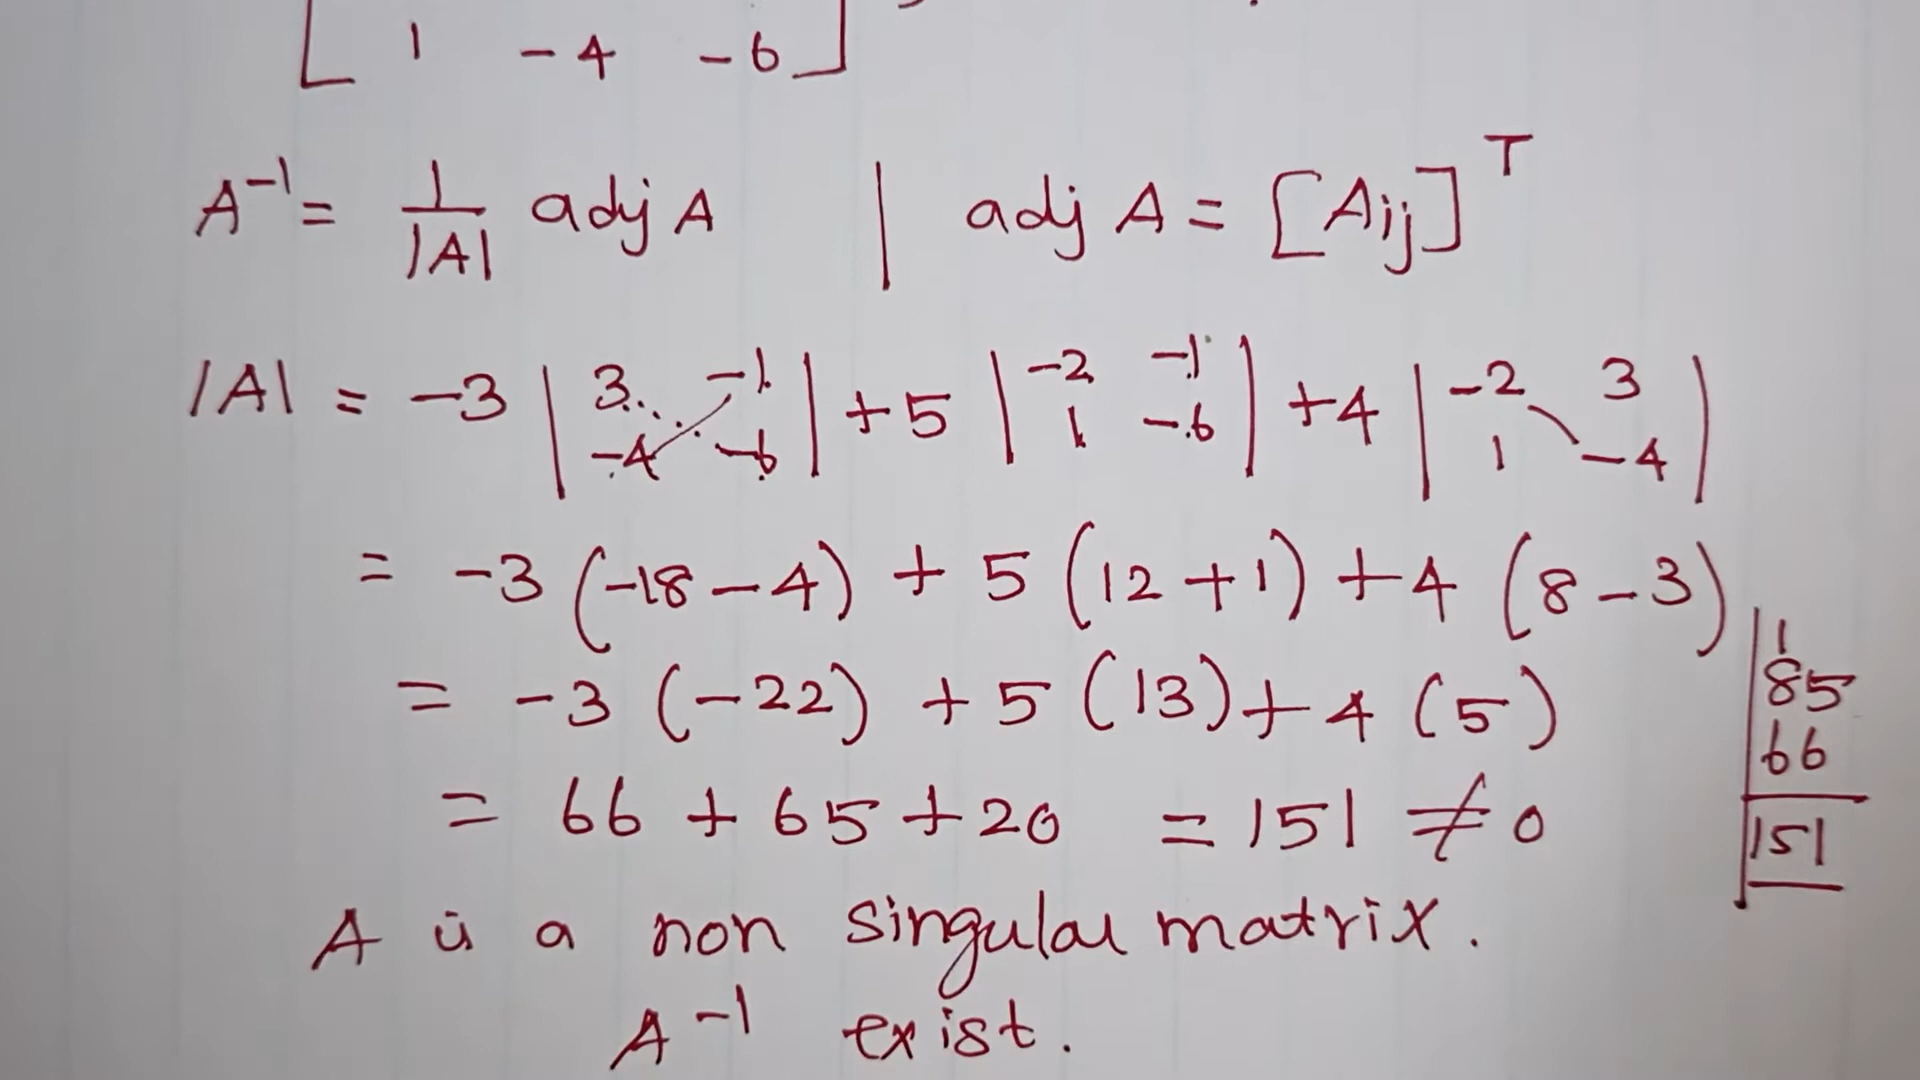 1 -4 -6
A⁻¹ = 1/|A| adj A | adj A = [Aij]ᵀ
|A| = -3 | 3 -1 | + 5 | -2 -1 | + 4 | -2 3 |
-4 -6 1 -6 1 -4
= -3 (-18 - 4) + 5 (12 + 1) + 4 (8 - 3)
= -3 (-22) + 5 (13) + 4 (5)
= 66 + 65 + 20 = 151 ≠ 0
1
85
66
151
A is a non singular matrix.
A⁻¹ exist.